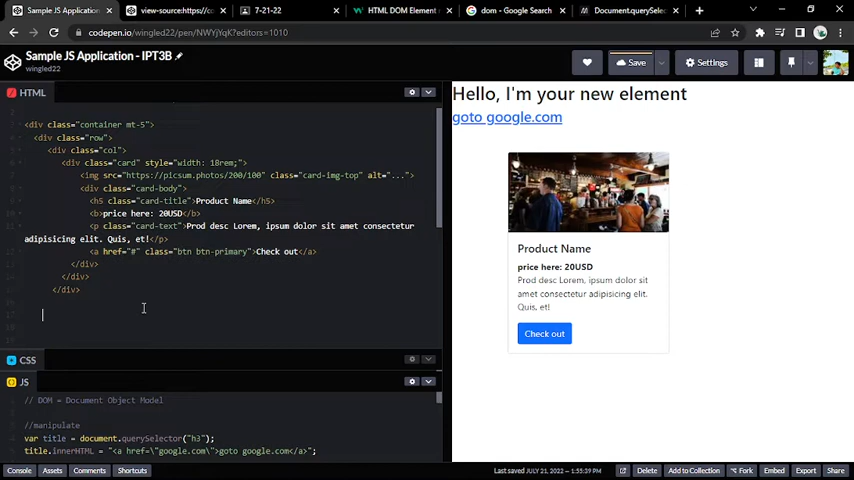 Sample JS Application
view-source:https://co
7-21-22
HTML DOM Element
dom - Google Search
Document.querySele
codepen.io/wingled22/pen/NWYjYqK?editors=1010
Sample JS Application - IPT3B
wingled22
Save
Settings
HTML
<div class="container mt-5">
<div class="row">
<div class="col">
<div class="card" style="width: 18rem;">
<img src="https://picsum.photos/200/100" class="card-img-top" alt="...">
<div class="card-body">
<h5 class="card-title">Product Name</h5>
<b>price here: 20USD</b>
<p class="card-text">Prod desc Lorem, ipsum dolor sit amet consectetur
adipisicing elit. Quis, et!</p>
<a href="#" class="btn btn-primary">Check out</a>
</div>
</div>
</div>
CSS
JS
// DOM = Document Object Model
//manipulate
var title = document.querySelector("h3");
title.innerHTML = "<a href=\"google.com\">goto google.com</a>";
Hello, I'm your new element
goto google.com
Product Name
price here: 20USD
Prod desc Lorem, ipsum dolor sit
amet consectetur adipisicing elit.
Quis, et!
Check out
Console
Assets
Comments
Shortcuts
Last saved JULY 21, 2022 — 1:55:39 PM
Delete
Add to Collection
Fork
Embed
Export
Share